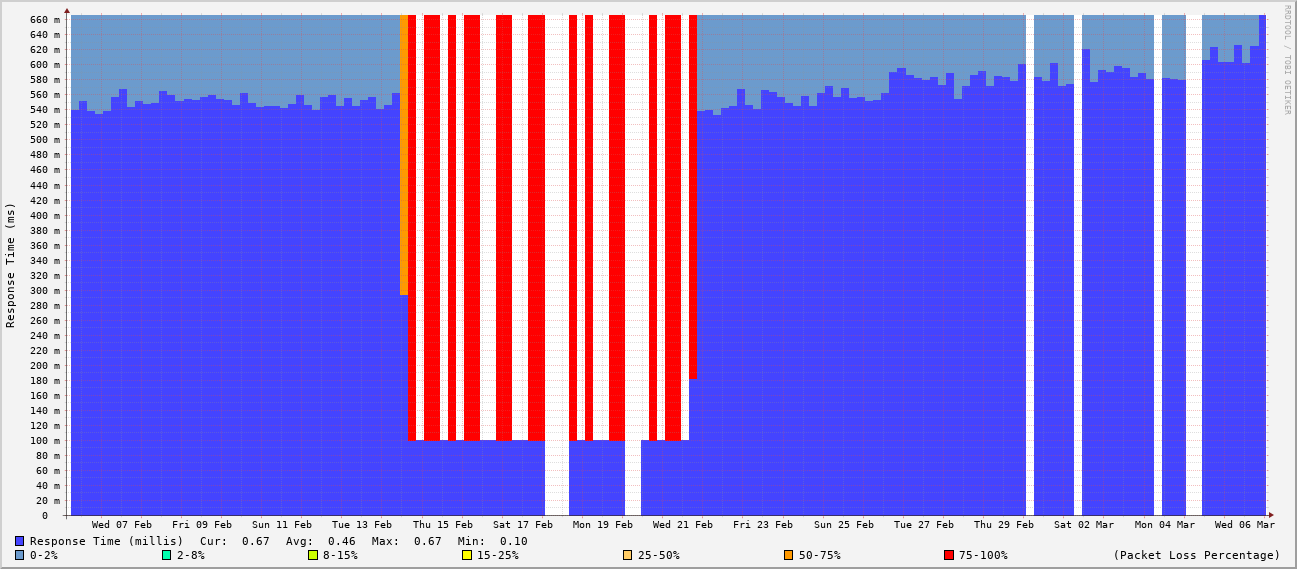 RRDTOOL / TOBI OETIKER
Response Time (ms)
660 m
640 m
620 m
600 m
580 m
560 m
540 m
520 m
500 m
480 m
460 m
440 m
420 m
400 m
380 m
360 m
340 m
320 m
300 m
280 m
260 m
240 m
220 m
200 m
180 m
160 m
140 m
120 m
100 m
80 m
60 m
40 m
20 m
0
Wed 07 Feb Fri 09 Feb Sun 11 Feb Tue 13 Feb Thu 15 Feb Sat 17 Feb Mon 19 Feb Wed 21 Feb Fri 23 Feb Sun 25 Feb Tue 27 Feb Thu 29 Feb Sat 02 Mar Mon 04 Mar Wed 06 Mar
Response Time (millis) Cur: 0.67 Avg: 0.46 Max: 0.67 Min: 0.10
0-2% 2-8% 8-15% 15-25% 25-50% 50-75% 75-100% (Packet Loss Percentage)